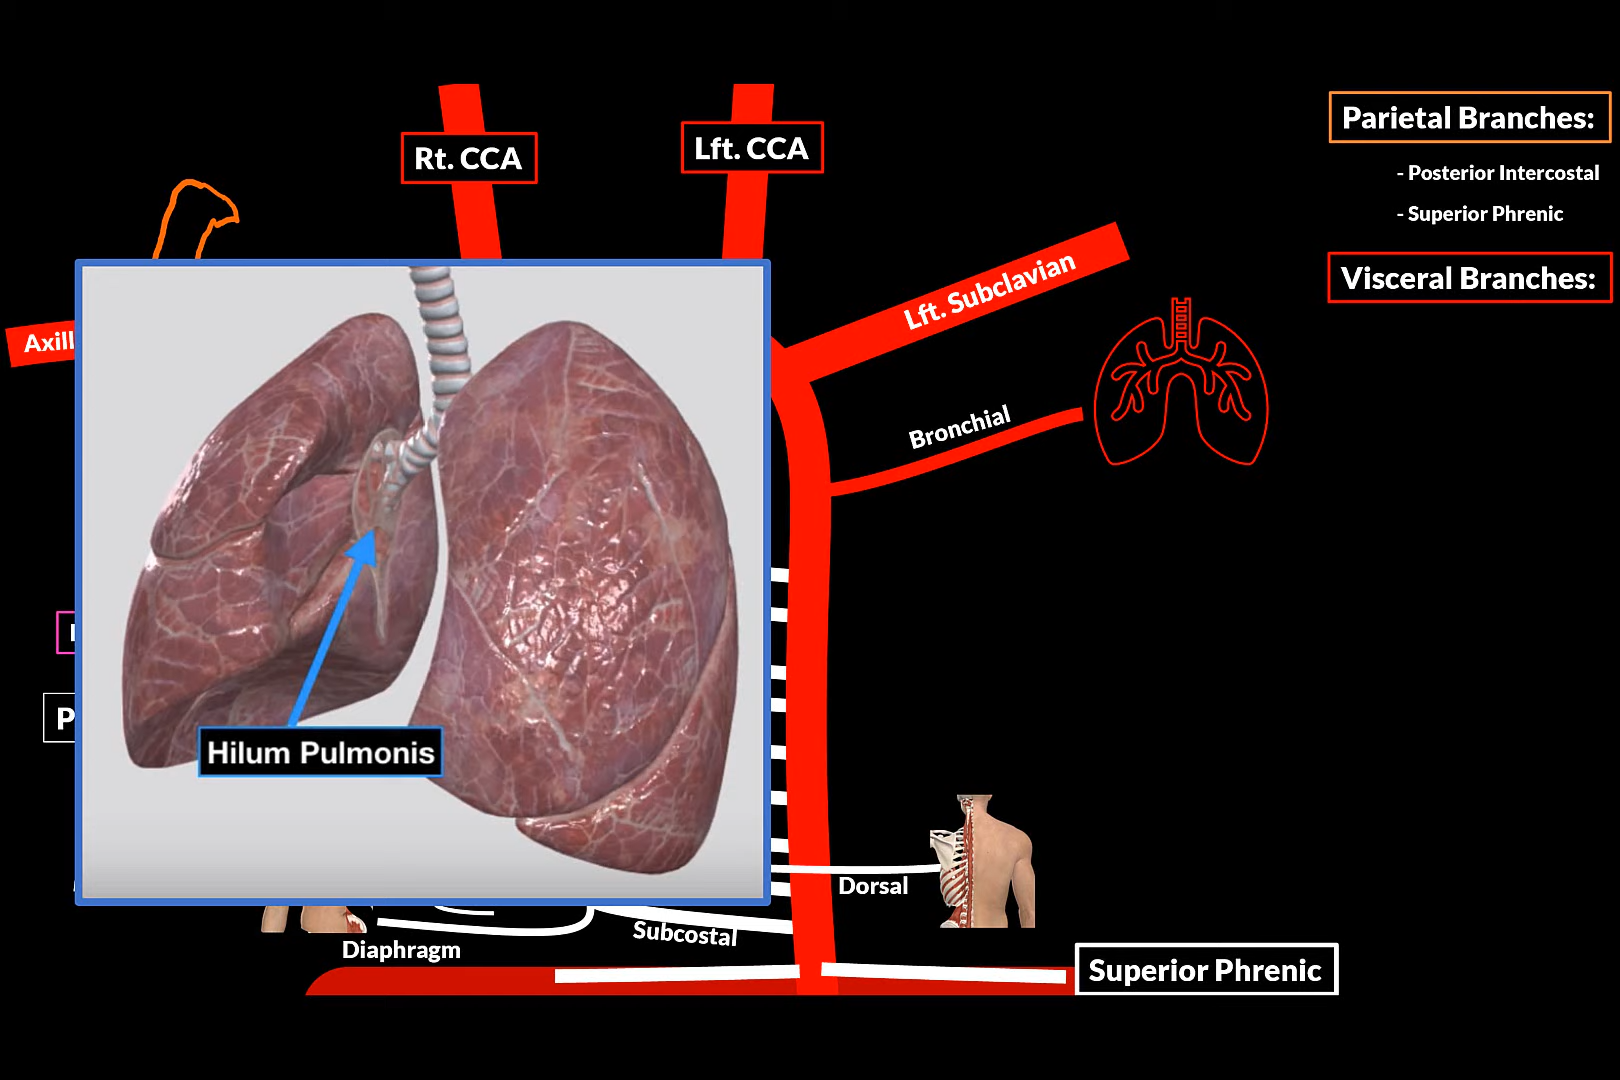 Rt. CCA
Lft. CCA
Parietal Branches:
- Posterior Intercostal
- Superior Phrenic
Visceral Branches:
Lft. Subclavian
Axill
Bronchial
P
Hilum Pulmonis
Dorsal
Subcostal
Diaphragm
Superior Phrenic